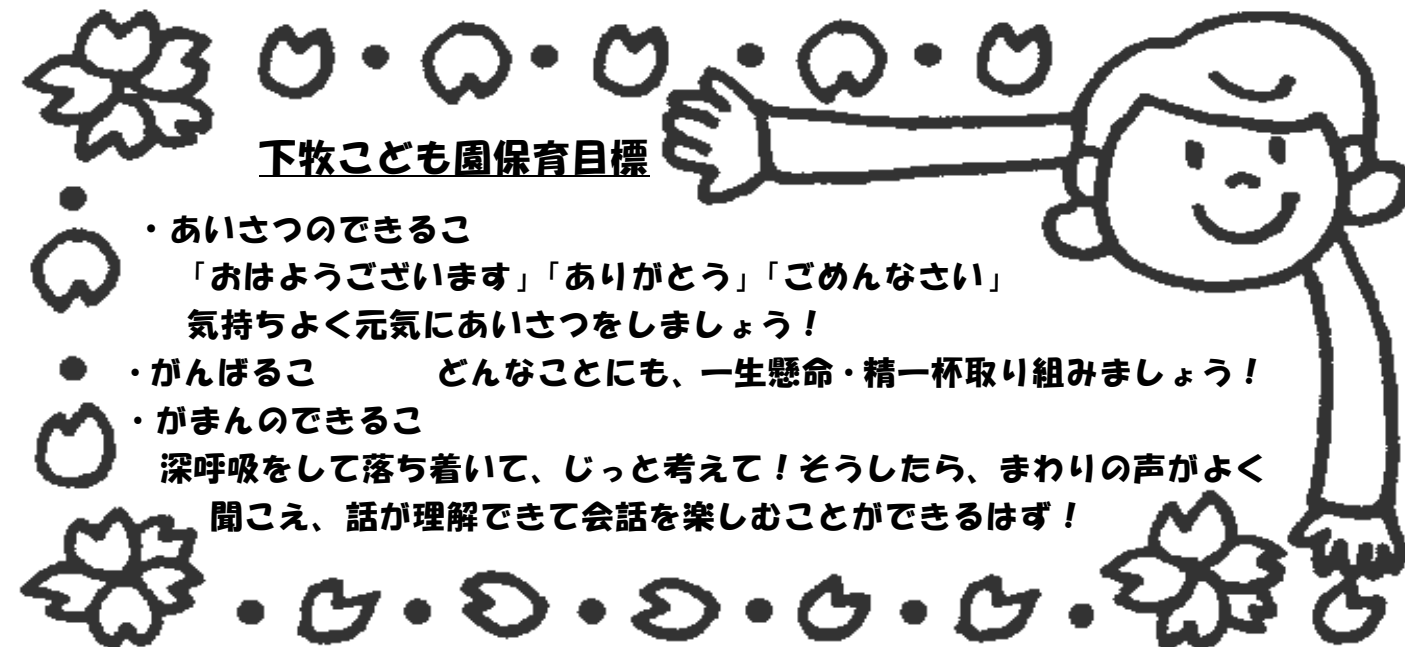 下牧こども園保育目標
・あいさつのできるこ
「おはようございます」「ありがとう」「ごめんなさい」
気持ちよく元気にあいさつをしましょう！
・がんばるこ　　　どんなことにも、一生懸命・精一杯取り組みましょう！
・がまんのできるこ
深呼吸をして落ち着いて、じっと考えて！そうしたら、まわりの声がよく
聞こえ、話が理解できて会話を楽しむことができるはず！